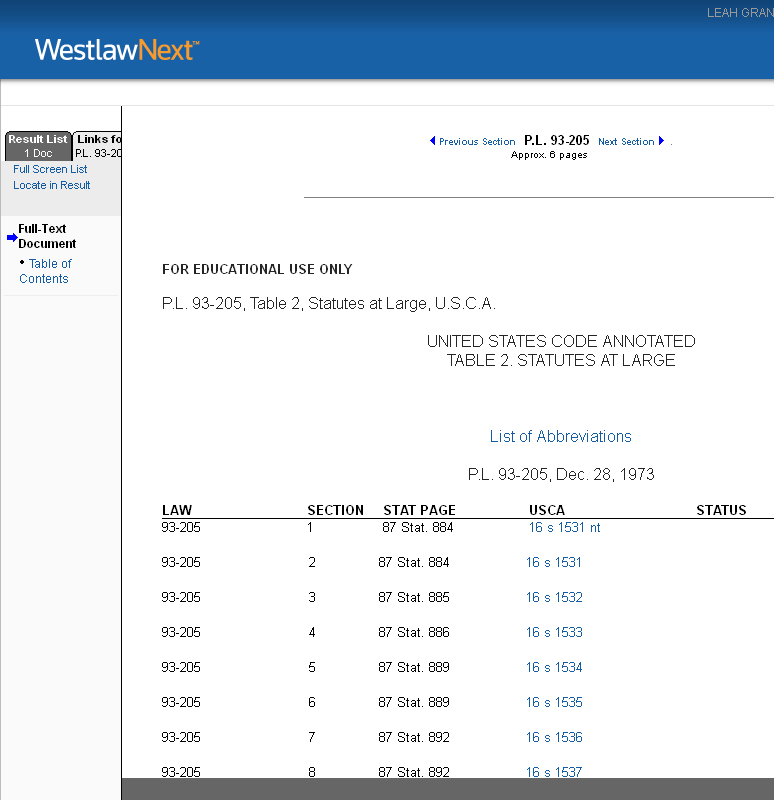 LEAH GRAN
WestlawNext™
Result List
1 Doc
Links fo
P.L. 93-20
Full Screen List
Locate in Result
Full-Text
Document
• Table of
Contents
Previous Section P.L. 93-205 Next Section .
Approx. 6 pages
FOR EDUCATIONAL USE ONLY
P.L. 93-205, Table 2, Statutes at Large, U.S.C.A.
UNITED STATES CODE ANNOTATED
TABLE 2. STATUTES AT LARGE
List of Abbreviations
P.L. 93-205, Dec. 28, 1973
LAW SECTION STAT PAGE USCA STATUS
93-205 1 87 Stat. 884 16 s 1531 nt
93-205 2 87 Stat. 884 16 s 1531
93-205 3 87 Stat. 885 16 s 1532
93-205 4 87 Stat. 886 16 s 1533
93-205 5 87 Stat. 889 16 s 1534
93-205 6 87 Stat. 889 16 s 1535
93-205 7 87 Stat. 892 16 s 1536
93-205 8 87 Stat. 892 16 s 1537